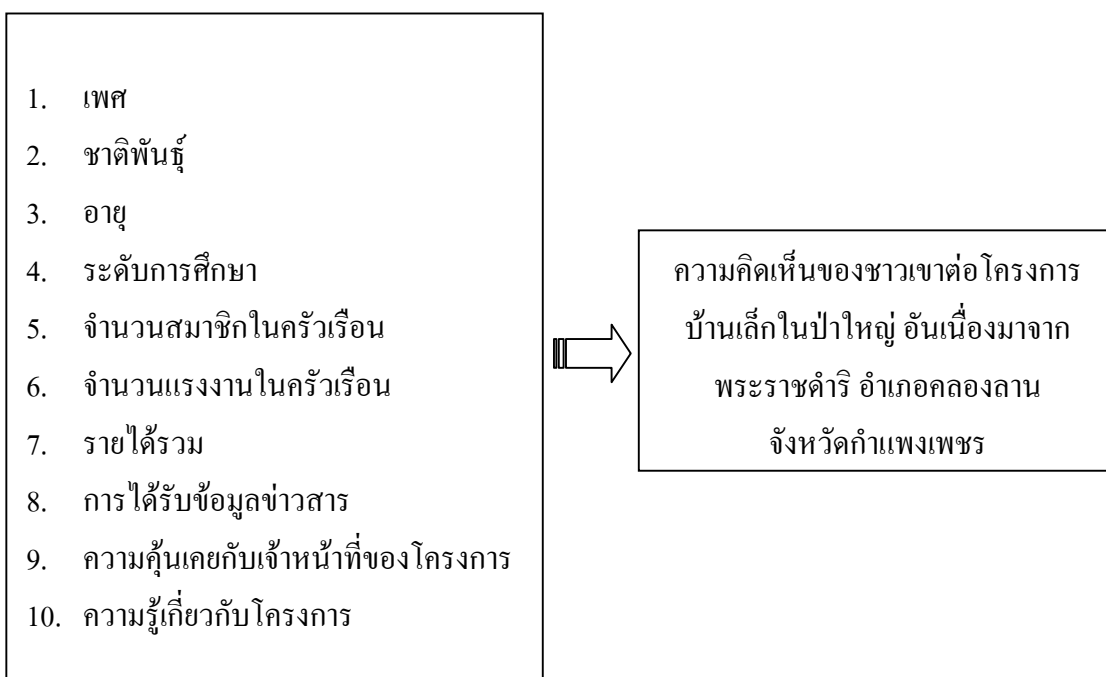 1. เพศ
2. ชาติพันธุ์
3. อายุ
4. ระดับการศึกษา
5. จำนวนสมาชิกในครัวเรือน
6. จำนวนแรงงานในครัวเรือน
7. รายได้รวม
8. การได้รับข้อมูลข่าวสาร
9. ความคุ้นเคยกับเจ้าหน้าที่ของโครงการ
10. ความรู้เกี่ยวกับโครงการ
ความคิดเห็นของชาวเขาต่อโครงการ
บ้านเล็กในป่าใหญ่ อันเนื่องมาจาก
พระราชดำริ อำเภอคลองลาน
จังหวัดกำแพงเพชร